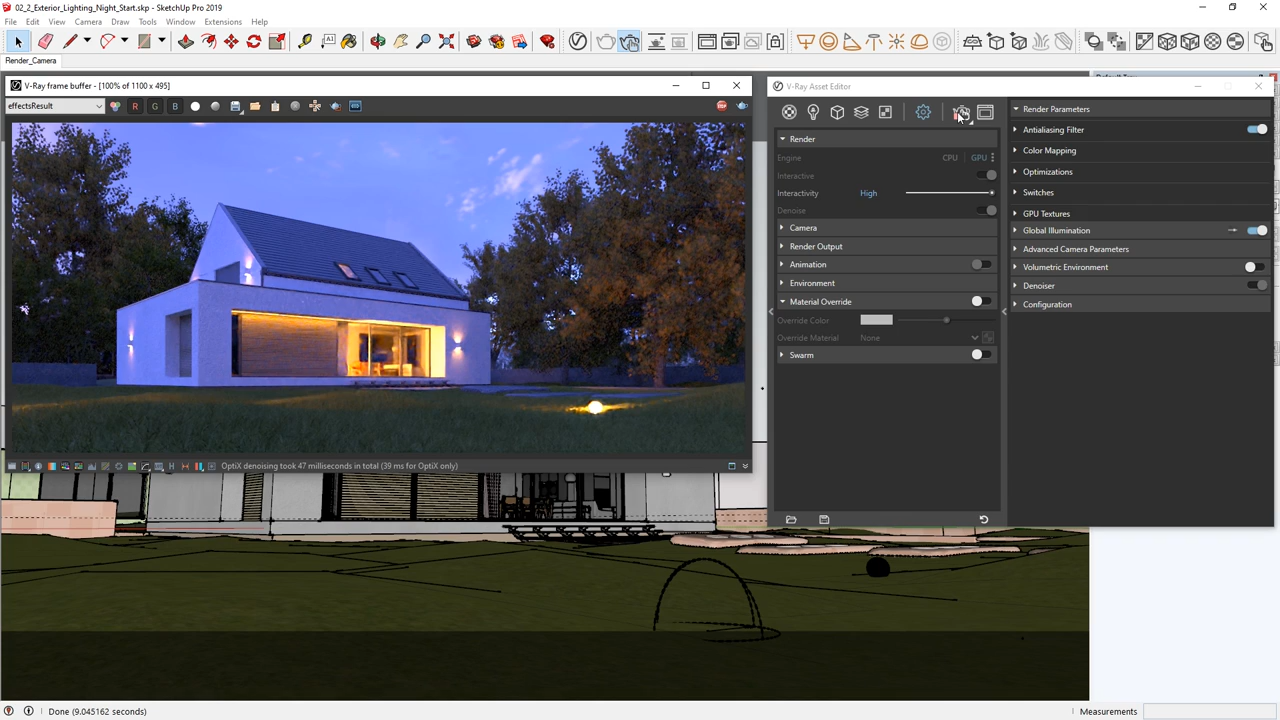 02_2_Exterior_Lighting_Night_Start.skp - SketchUp Pro 2019
File Edit View Camera Draw Tools Window Extensions Help
Render_Camera
V-Ray frame buffer - [100% of 1100 x 495]
effectsResult
R G B
OptiX denoising took 47 milliseconds in total (39 ms for OptiX only)
V-Ray Asset Editor
Render
Engine CPU GPU
Interactive
Interactivity High
Denoise
Camera
Render Output
Animation
Environment
Material Override
Override Color
Override Material None
Swarm
Render Parameters
Antialiasing Filter
Color Mapping
Optimizations
Switches
GPU Textures
Global Illumination
Advanced Camera Parameters
Volumetric Environment
Denoiser
Configuration
Done (9.045162 seconds)
Measurements